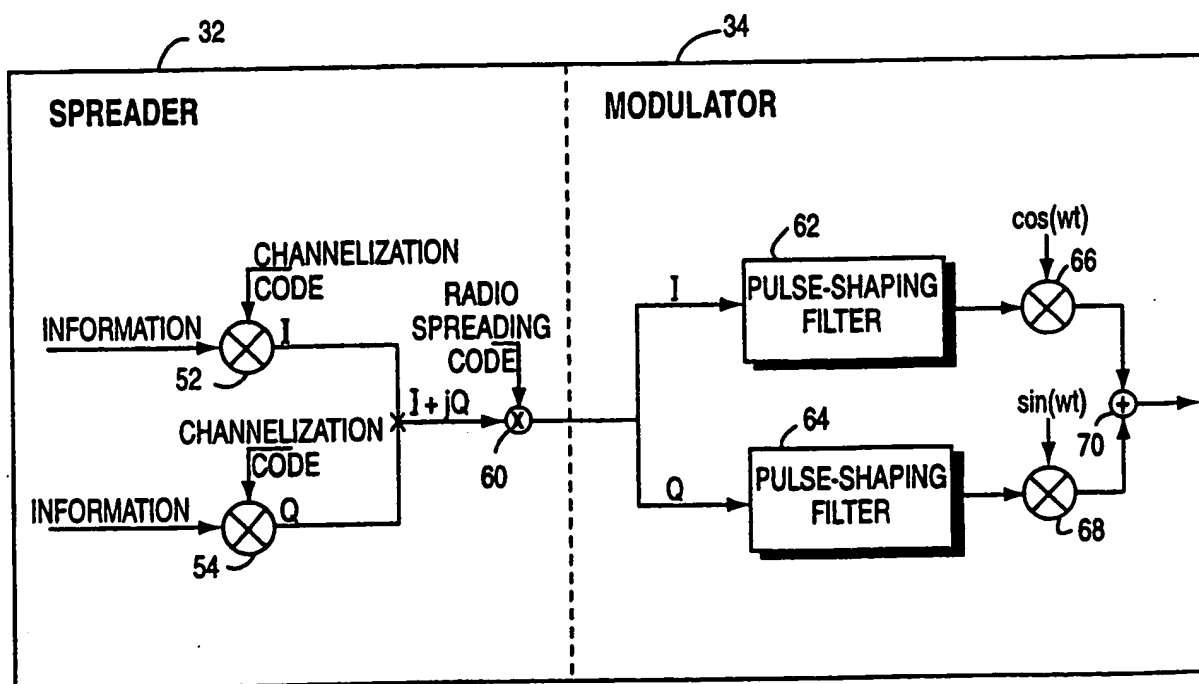 32
34
SPREADER
MODULATOR
CHANNELIZATION
CODE
INFORMATION
I
52
RADIO
SPREADING
CODE
I + jQ
60
CHANNELIZATION
CODE
INFORMATION
Q
54
I
62
PULSE-SHAPING
FILTER
cos(wt)
66
Q
64
PULSE-SHAPING
FILTER
sin(wt)
68
70